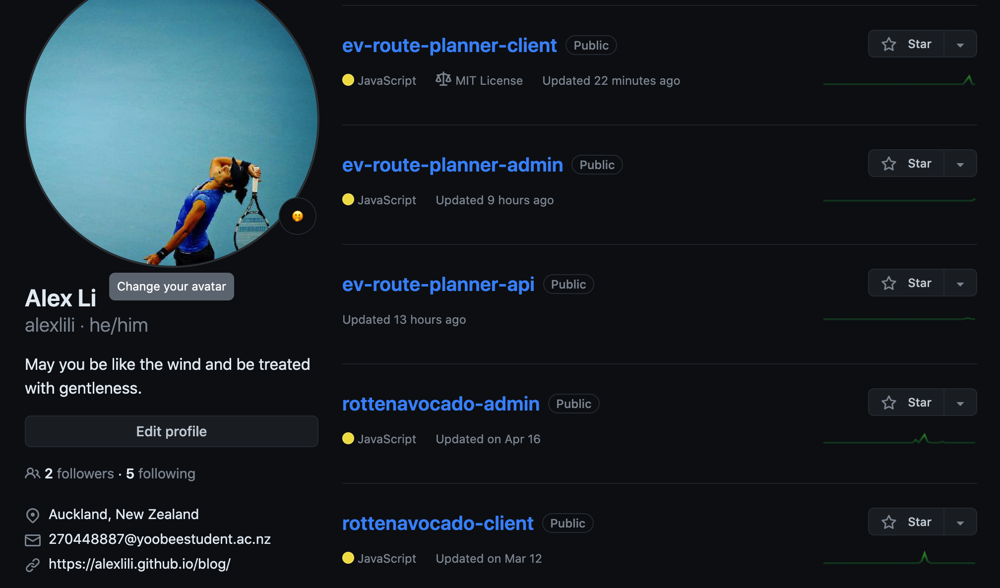 Change your avatar
Alex Li
alexlili · he/him
May you be like the wind and be treated
with gentleness.
Edit profile
2 followers · 5 following
Auckland, New Zealand
270448887@yoobeestudent.ac.nz
https://alexlili.github.io/blog/
ev-route-planner-client Public Star
JavaScript MIT License Updated 22 minutes ago
ev-route-planner-admin Public Star
JavaScript Updated 9 hours ago
ev-route-planner-api Public Star
Updated 13 hours ago
rottenavocado-admin Public Star
JavaScript Updated on Apr 16
rottenavocado-client Public Star
JavaScript Updated on Mar 12